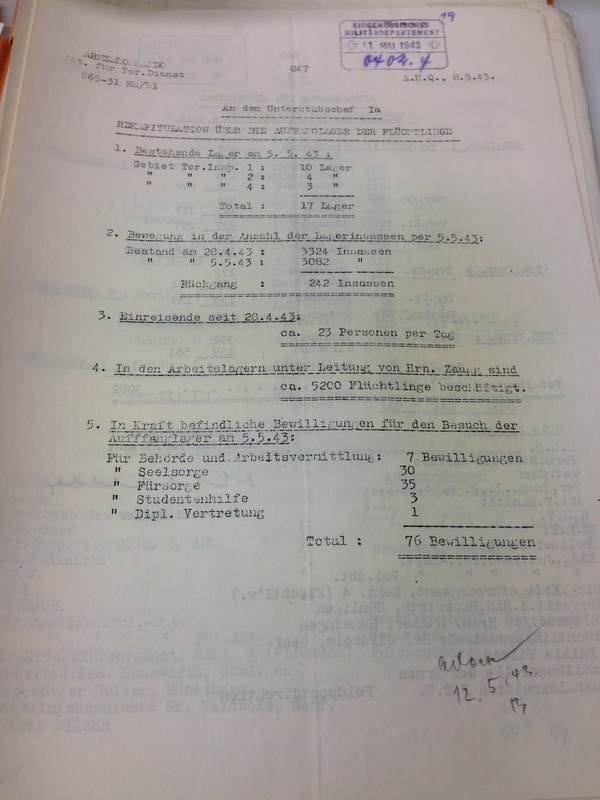 19
EIDGENÖSSISCHES
MILITÄRDEPARTEMENT
11. MAI 1943
0402.4
ARMEEKOMMANDO
Abt. für Ter.Dienst
865-31 Mu/bl
847
A.H.Q., 8.5.43.
An den Unterstabschef Ia
REKAPITULATION ÜBER DIE AUFFANGLAGER DER FLÜCHTLINGE
1. Bestehende Lager am 5. 5. 43 :
Gebiet Ter.Insp. 1 : 10 Lager
" " " 2 : 4 "
" " " 4 : 3 "
Total : 17 Lager
2. Bewegung in der Anzahl der Lagerinsassen per 5.5.43:
Bestand am 28.4.43 : 3324 Insassen
" " 5.5.43 : 3082 "
Rückgang : 242 Insassen
3. Einreisende seit 28.4.43:
ca. 23 Personen per Tag
4. In den Arbeitslagern unter Leitung von Hrn. Zaugg sind
ca. 5200 Flüchtlinge beschäftigt.
5. In Kraft befindliche Bewilligungen für den Besuch der
Aufffanglager am 5.5.43:
Für Behörde und Arbeitsvermittlung: 7 Bewilligungen
" Seelsorge 30
" Fürsorge 35
" Studentenhilfe 3
" Dipl. Vertretung 1
Total : 76 Bewilligungen
12.5.43.